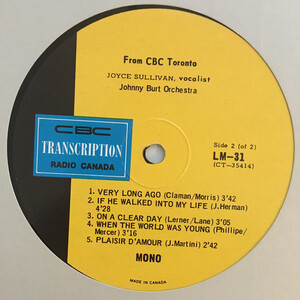 From CBC Toronto
JOYCE SULLIVAN, vocalist
Johnny Burt Orchestra
Side 2 (of 2)
LM-31
(CT-35414)
CBC
TRANSCRIPTION
RADIO CANADA
1. VERY LONG AGO (Claman/Morris) 3'42
2. IF HE WALKED INTO MY LIFE (J.Herman)
4'28
3. ON A CLEAR DAY (Lerner/Lane) 3'05
4. WHEN THE WORLD WAS YOUNG (Phillipe/
Mercer) 3'16
5. PLAISIR D'AMOUR (J.Martini) 2'42
MONO
MADE IN CANADA